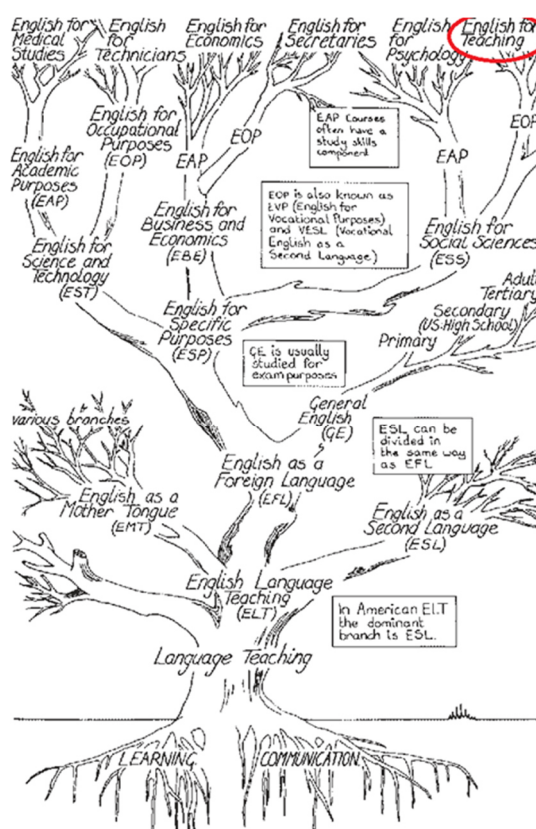 English for
Medical
Studies
English
for
Technicians
English for
Economics
English for
Secretaries
English
for
Psychology
English for
Teaching
English for
Academic
Purposes
(EAP)
English for
Occupational
Purposes
(EOP)
EAP
EOP
EAP Courses
often have a
study skills
component
EAP
EOP
English for
Science and
Technology
(EST)
English for
Business and
Economics
(EBE)
EOP is also known as
EVP (English for
Vocational Purposes)
and VESL (Vocational
English as a
Second Language)
English for
Social Sciences
(ESS)
English for
Specific
Purposes
(ESP)
GE is usually
studied for
exam purposes
Primary
Secondary
(US:High School)
Adult
Tertiary
General
English
(GE)
various branches
English as a
Mother Tongue
(EMT)
English as a
Foreign Language
(EFL)
ESL can be
divided in
the same way
as EFL
English as a
Second Language
(ESL)
English Language
Teaching
(ELT)
In American ELT
the dominant
branch is ESL.
Language Teaching
LEARNING
COMMUNICATION